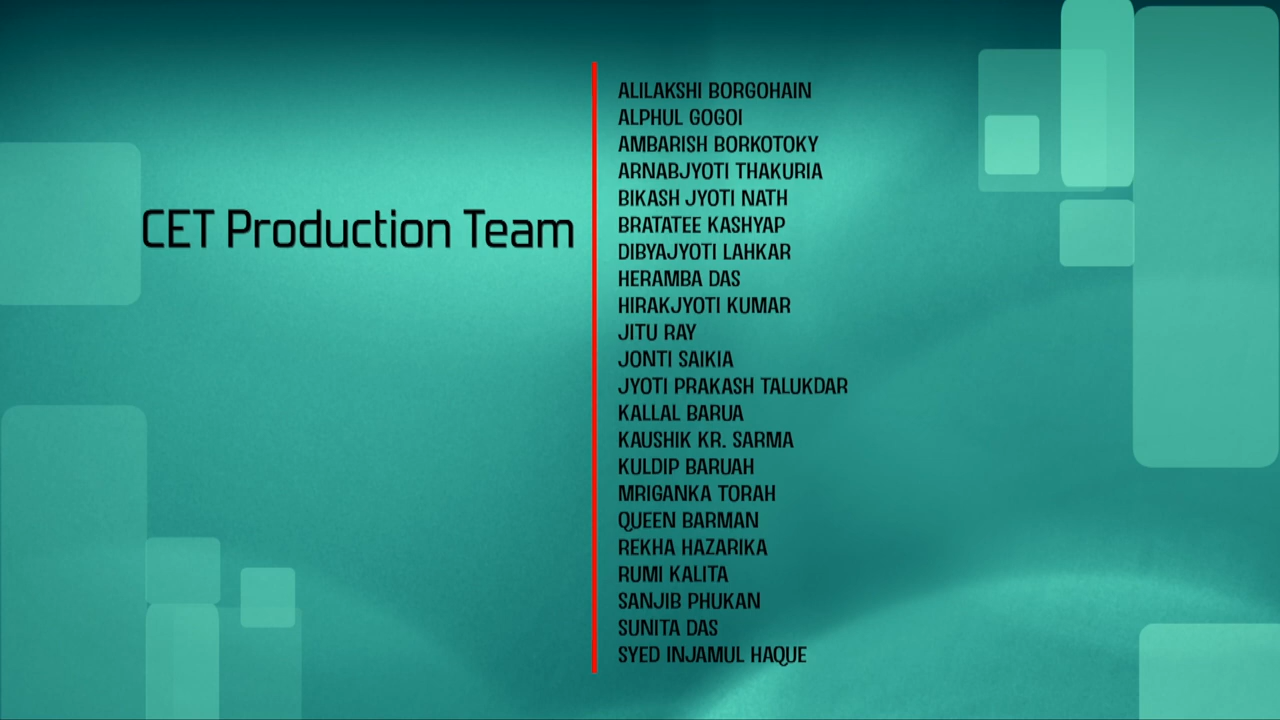 CET Production Team
ALILAKSHI BORGOHAIN
ALPHUL GOGOI
AMBARISH BORKOTOKY
ARNABJYOTI THAKURIA
BIKASH JYOTI NATH
BRATATEE KASHYAP
DIBYAJYOTI LAHKAR
HERAMBA DAS
HIRAKJYOTI KUMAR
JITU RAY
JONTI SAIKIA
JYOTI PRAKASH TALUKDAR
KALLAL BARUA
KAUSHIK KR. SARMA
KULDIP BARUAH
MRIGANKA TORAH
QUEEN BARMAN
REKHA HAZARIKA
RUMI KALITA
SANJIB PHUKAN
SUNITA DAS
SYED INJAMUL HAQUE